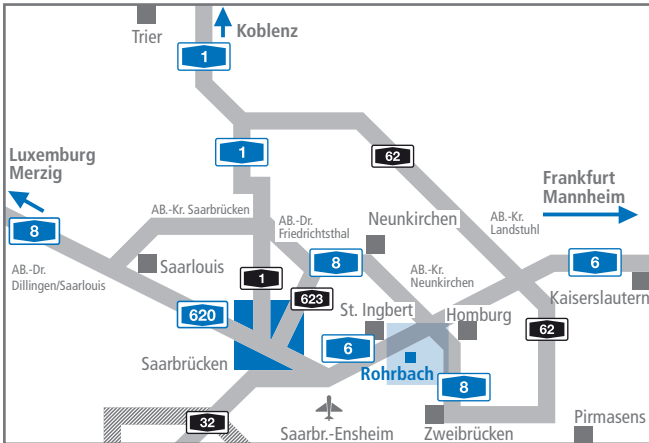 Trier
Koblenz
1
1
62
Luxemburg
Merzig
Frankfurt
Mannheim
AB.-Kr. Saarbrücken
AB.-Dr.
Friedrichtsthal
Neunkirchen
AB.-Kr.
Landstuhl
8
8
6
AB.-Dr.
Dillingen/Saarlouis
Saarlouis
1
623
AB.-Kr.
Neunkirchen
Kaiserslautern
620
St. Ingbert
Homburg
62
Saarbrücken
6
Rohrbach
8
32
Saarbr.-Ensheim
Zweibrücken
Pirmasens